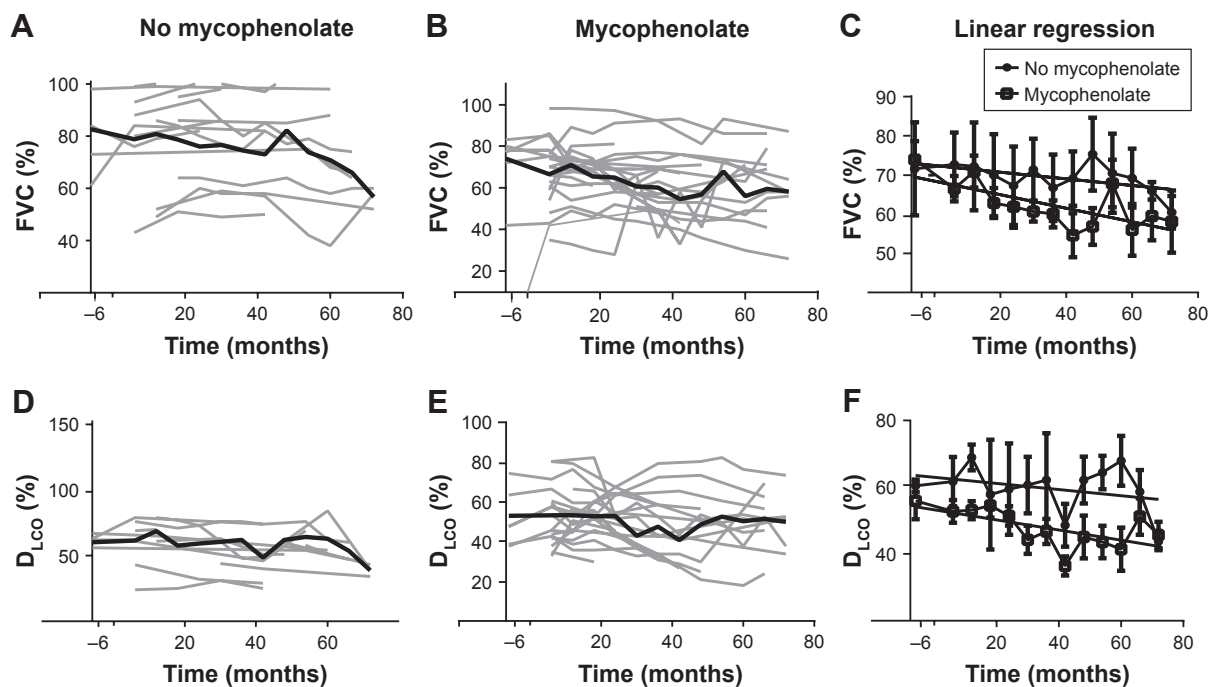 A
No mycophenolate
FVC (%)
100
80
60
40
–6
20
40
60
80
Time (months)
B
Mycophenolate
FVC (%)
100
80
60
40
20
–6
20
40
60
80
Time (months)
C
Linear regression
No mycophenolate
Mycophenolate
FVC (%)
90
80
70
60
50
–6
20
40
60
80
Time (months)
D
DLCO (%)
150
100
50
–6
20
40
60
80
Time (months)
E
DLCO (%)
100
80
60
40
20
–6
20
40
60
80
Time (months)
F
DLCO (%)
80
60
40
–6
20
40
60
80
Time (months)